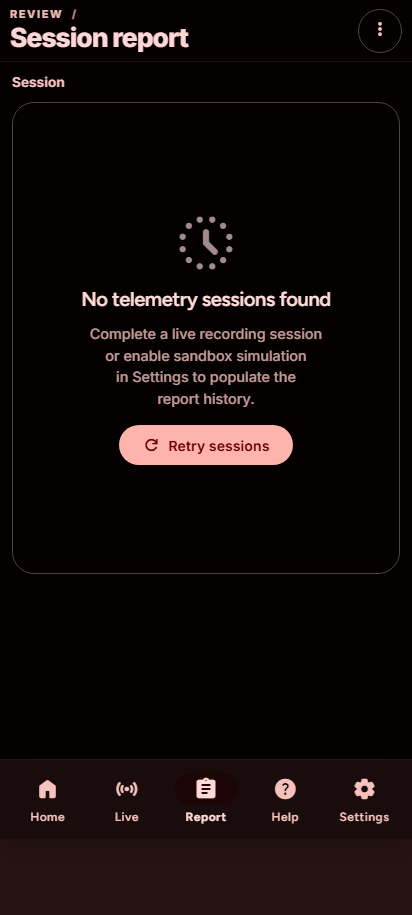 REVIEW /
Session report
Session
No telemetry sessions found
Complete a live recording session
or enable sandbox simulation
in Settings to populate the
report history.
Retry sessions
Home
Live
Report
Help
Settings